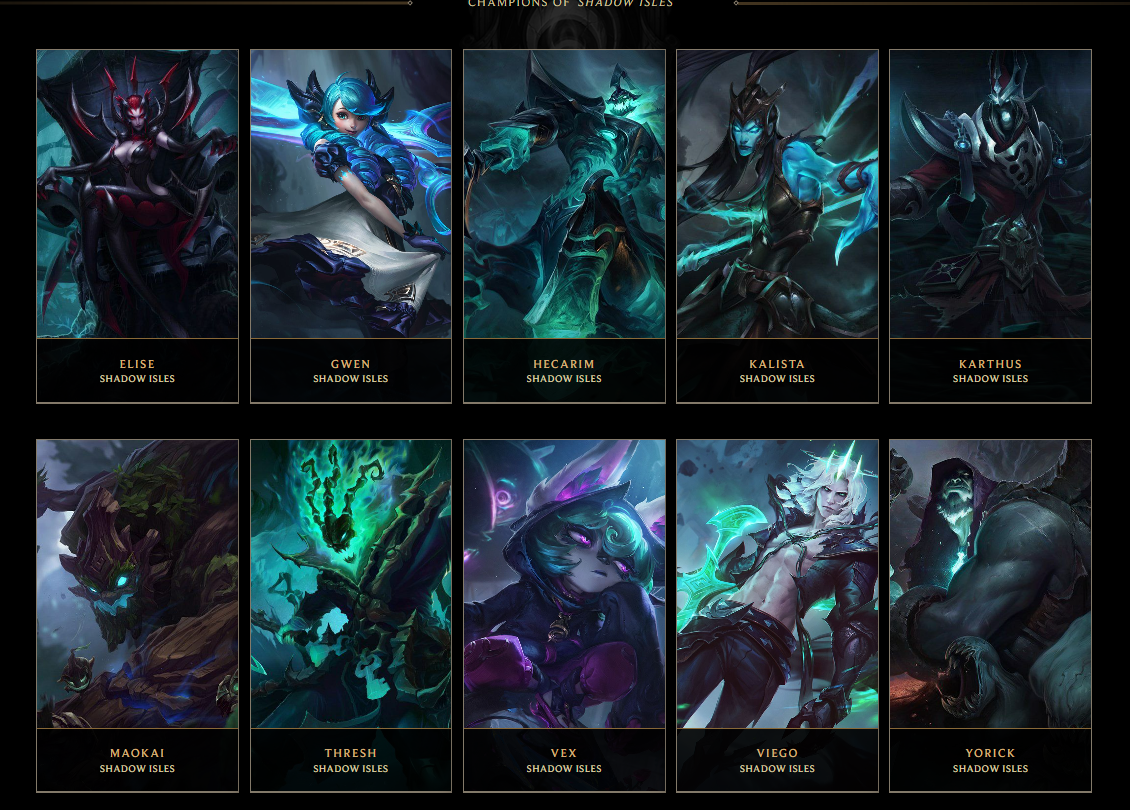 CHAMPIONS OF SHADOW ISLES
ELISE
SHADOW ISLES
GWEN
SHADOW ISLES
HECARIM
SHADOW ISLES
KALISTA
SHADOW ISLES
KARTHUS
SHADOW ISLES
MAOKAI
SHADOW ISLES
THRESH
SHADOW ISLES
VEX
SHADOW ISLES
VIEGO
SHADOW ISLES
YORICK
SHADOW ISLES